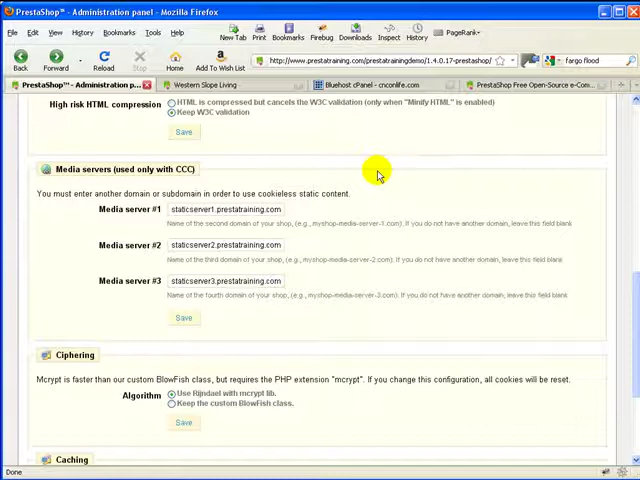 PrestaShop™ - Administration panel - Mozilla Firefox
File Edit View History Bookmarks Tools Help
New Tab Print Bookmarks Firebug Downloads Inspect History PageRank
Back Forward Reload Stop Home Add To Wish List
http://www.prestatraining.com/prestatrainingdemo/1.4.0.17-prestashop/
fargo flood
PrestaShop™ - Administration p...
Western Style Living
Bluehost cPanel - cnconlife.com
PrestaShop Free Open-Source e-Com...
High risk HTML compression
HTML is compressed but cancels the W3C validation (only when "Minify HTML" is enabled)
Keep W3C validation
Save
Media servers (used only with CCC)
You must enter another domain or subdomain in order to use cookieless static content.
Media server #1 staticserver1.prestatraining.com
Name of the second domain of your shop, (e.g., myshop-media-server-1.com). If you do not have another domain, leave this field blank
Media server #2 staticserver2.prestatraining.com
Name of the third domain of your shop, (e.g., myshop-media-server-2.com). If you do not have another domain, leave this field blank
Media server #3 staticserver3.prestatraining.com
Name of the fourth domain of your shop, (e.g., myshop-media-server-3.com). If you do not have another domain, leave this field blank
Save
Ciphering
Mcrypt is faster than our custom BlowFish class, but requires the PHP extension "mcrypt". If you change this configuration, all cookies will be reset.
Algorithm
Use Rijndael with mcrypt lib.
Keep the custom BlowFish class.
Save
Caching
Done